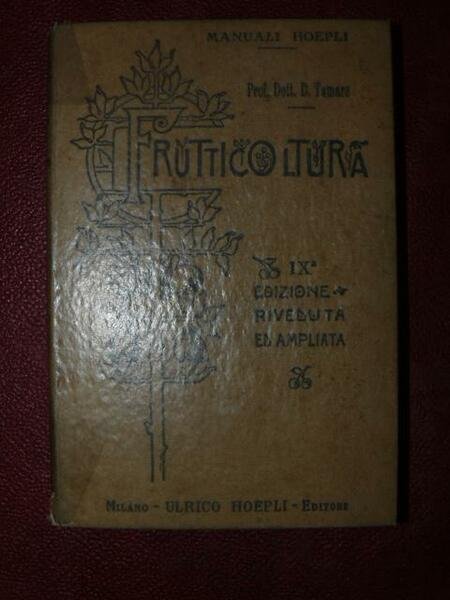 MANUALI HOEPLI
Prof. Dott. D. Tamaro
FRUTTICOLTURA
IXª
EDIZIONE
RIVEDUTA
ED AMPLIATA
MILANO - ULRICO HOEPLI - EDITORE